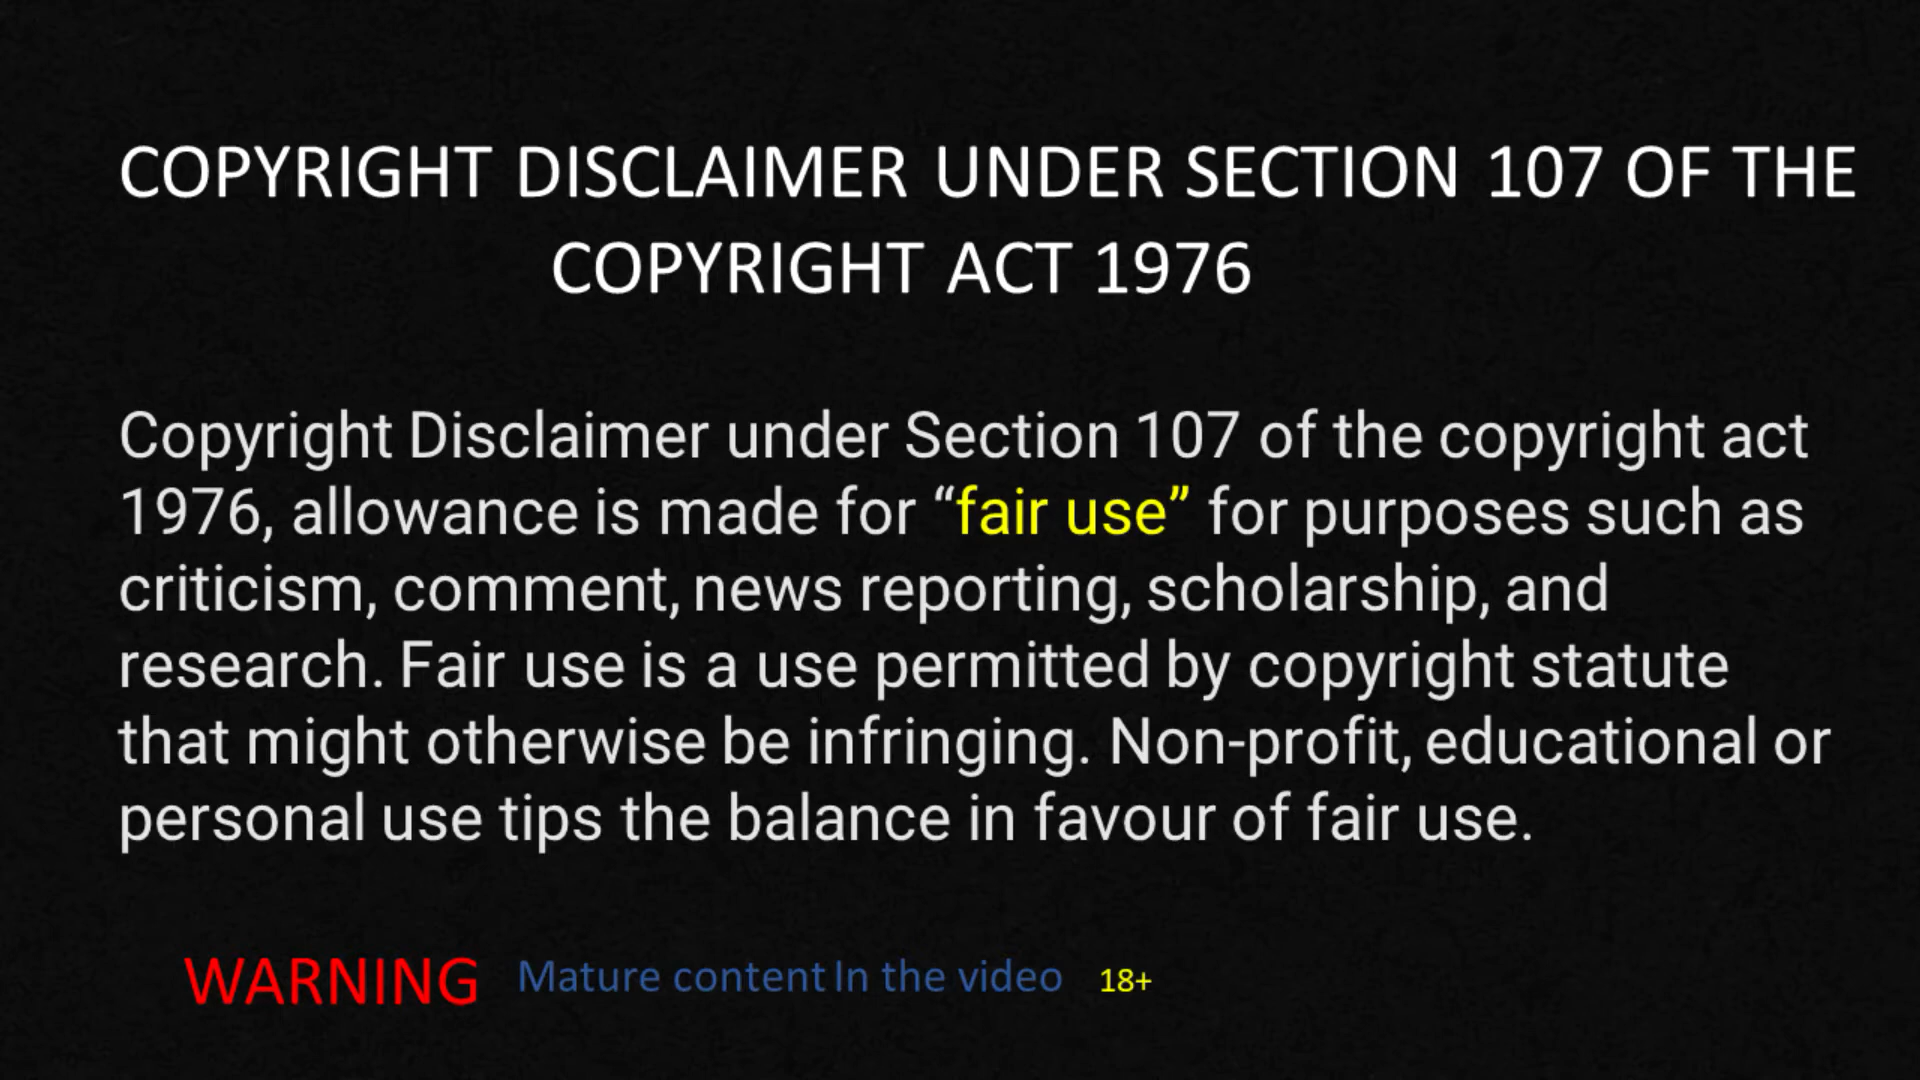 COPYRIGHT DISCLAIMER UNDER SECTION 107 OF THE
COPYRIGHT ACT 1976
Copyright Disclaimer under Section 107 of the copyright act
1976, allowance is made for “fair use” for purposes such as
criticism, comment, news reporting, scholarship, and
research. Fair use is a use permitted by copyright statute
that might otherwise be infringing. Non-profit, educational or
personal use tips the balance in favour of fair use.
WARNING Mature content In the video 18+